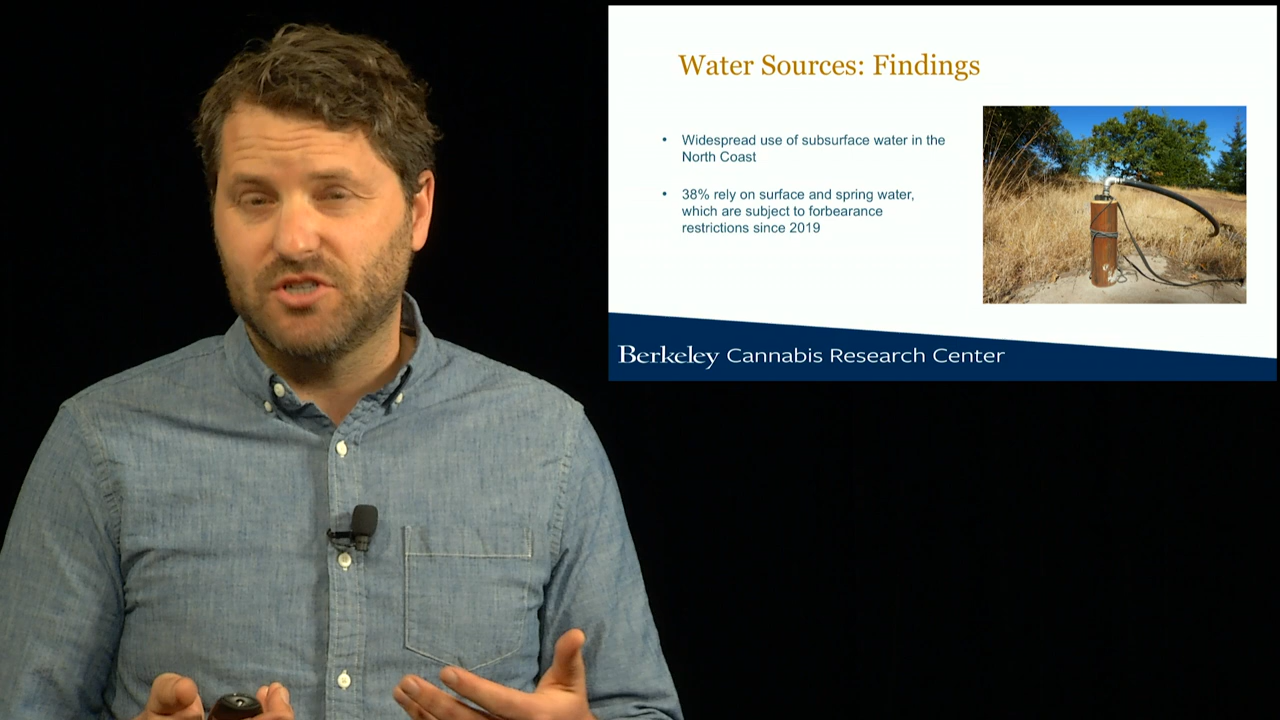 Water Sources: Findings
• Widespread use of subsurface water in the
North Coast
• 38% rely on surface and spring water,
which are subject to forbearance
restrictions since 2019
Berkeley Cannabis Research Center